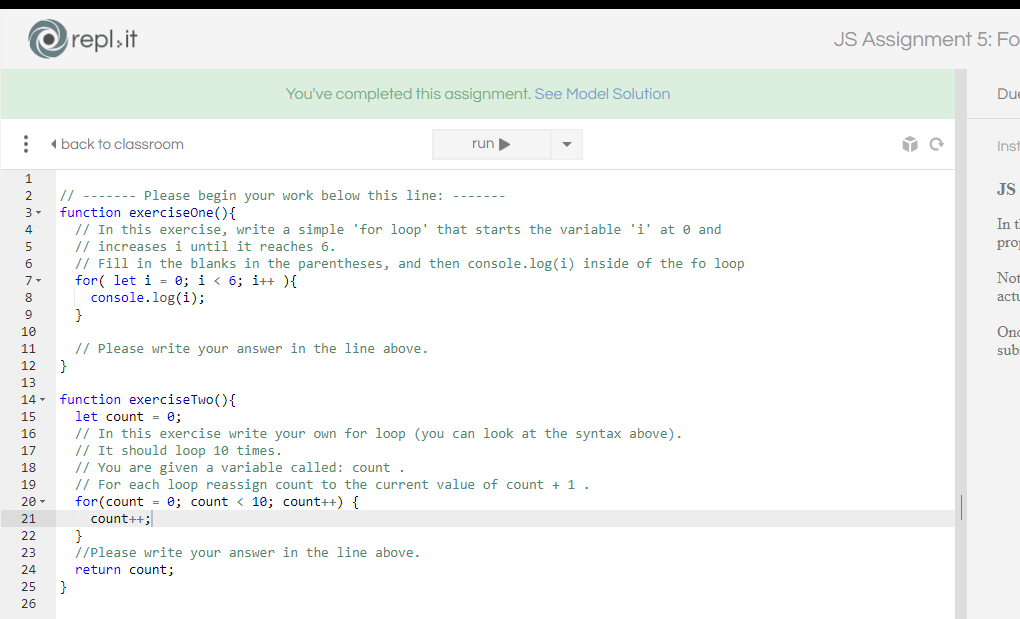 repl.it
JS Assignment 5: Fo
You've completed this assignment. See Model Solution
Due
back to classroom
run
Inst
1
2 // ------- Please begin your work below this line: -------
3 function exerciseOne(){
4 // In this exercise, write a simple 'for loop' that starts the variable 'i' at 0 and
5 // increases i until it reaches 6.
6 // Fill in the blanks in the parentheses, and then console.log(i) inside of the fo loop
7 for( let i = 0; i < 6; i++ ){
8 console.log(i);
9 }
10
11 // Please write your answer in the line above.
12 }
13
14 function exerciseTwo(){
15 let count = 0;
16 // In this exercise write your own for loop (you can look at the syntax above).
17 // It should loop 10 times.
18 // You are given a variable called: count .
19 // For each loop reassign count to the current value of count + 1 .
20 for(count = 0; count < 10; count++) {
21 count++;
22 }
23 //Please write your answer in the line above.
24 return count;
25 }
26
JS
In t
prop
Not
actu
Onc
sub